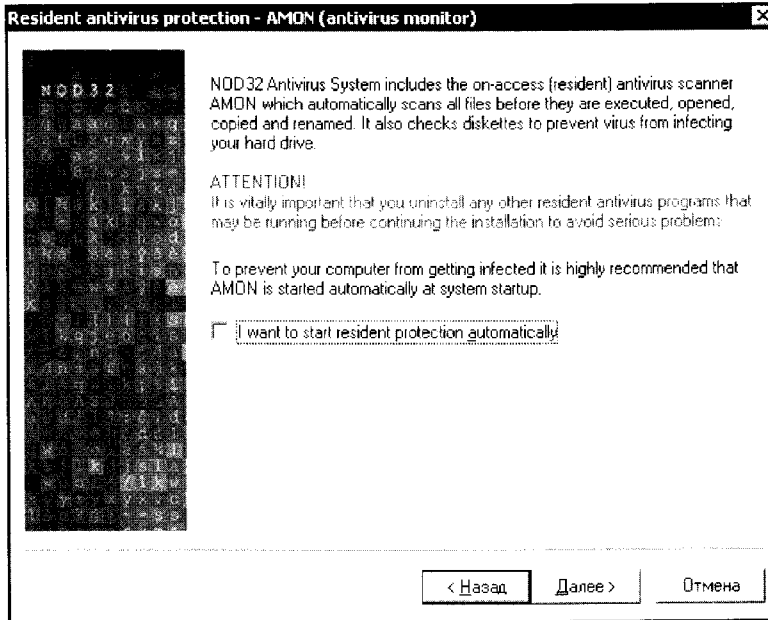 Resident antivirus protection - AMON (antivirus monitor)
NOD32
NOD32 Antivirus System includes the on-access (resident) antivirus scanner
AMON which automatically scans all files before they are executed, opened,
copied and renamed. It also checks diskettes to prevent virus from infecting
your hard drive.
ATTENTION!
It is vitally important that you uninstall any other resident antivirus programs that
may be running before continuing the installation to avoid serious problems
To prevent your computer from getting infected it is highly recommended that
AMON is started automatically at system startup.
I want to start resident protection automatically
< Назад
Далее >
Отмена